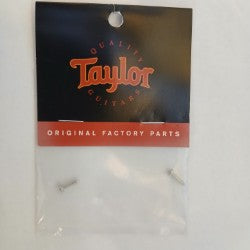 QUALITY
Taylor
GUITARS
ORIGINAL FACTORY PARTS